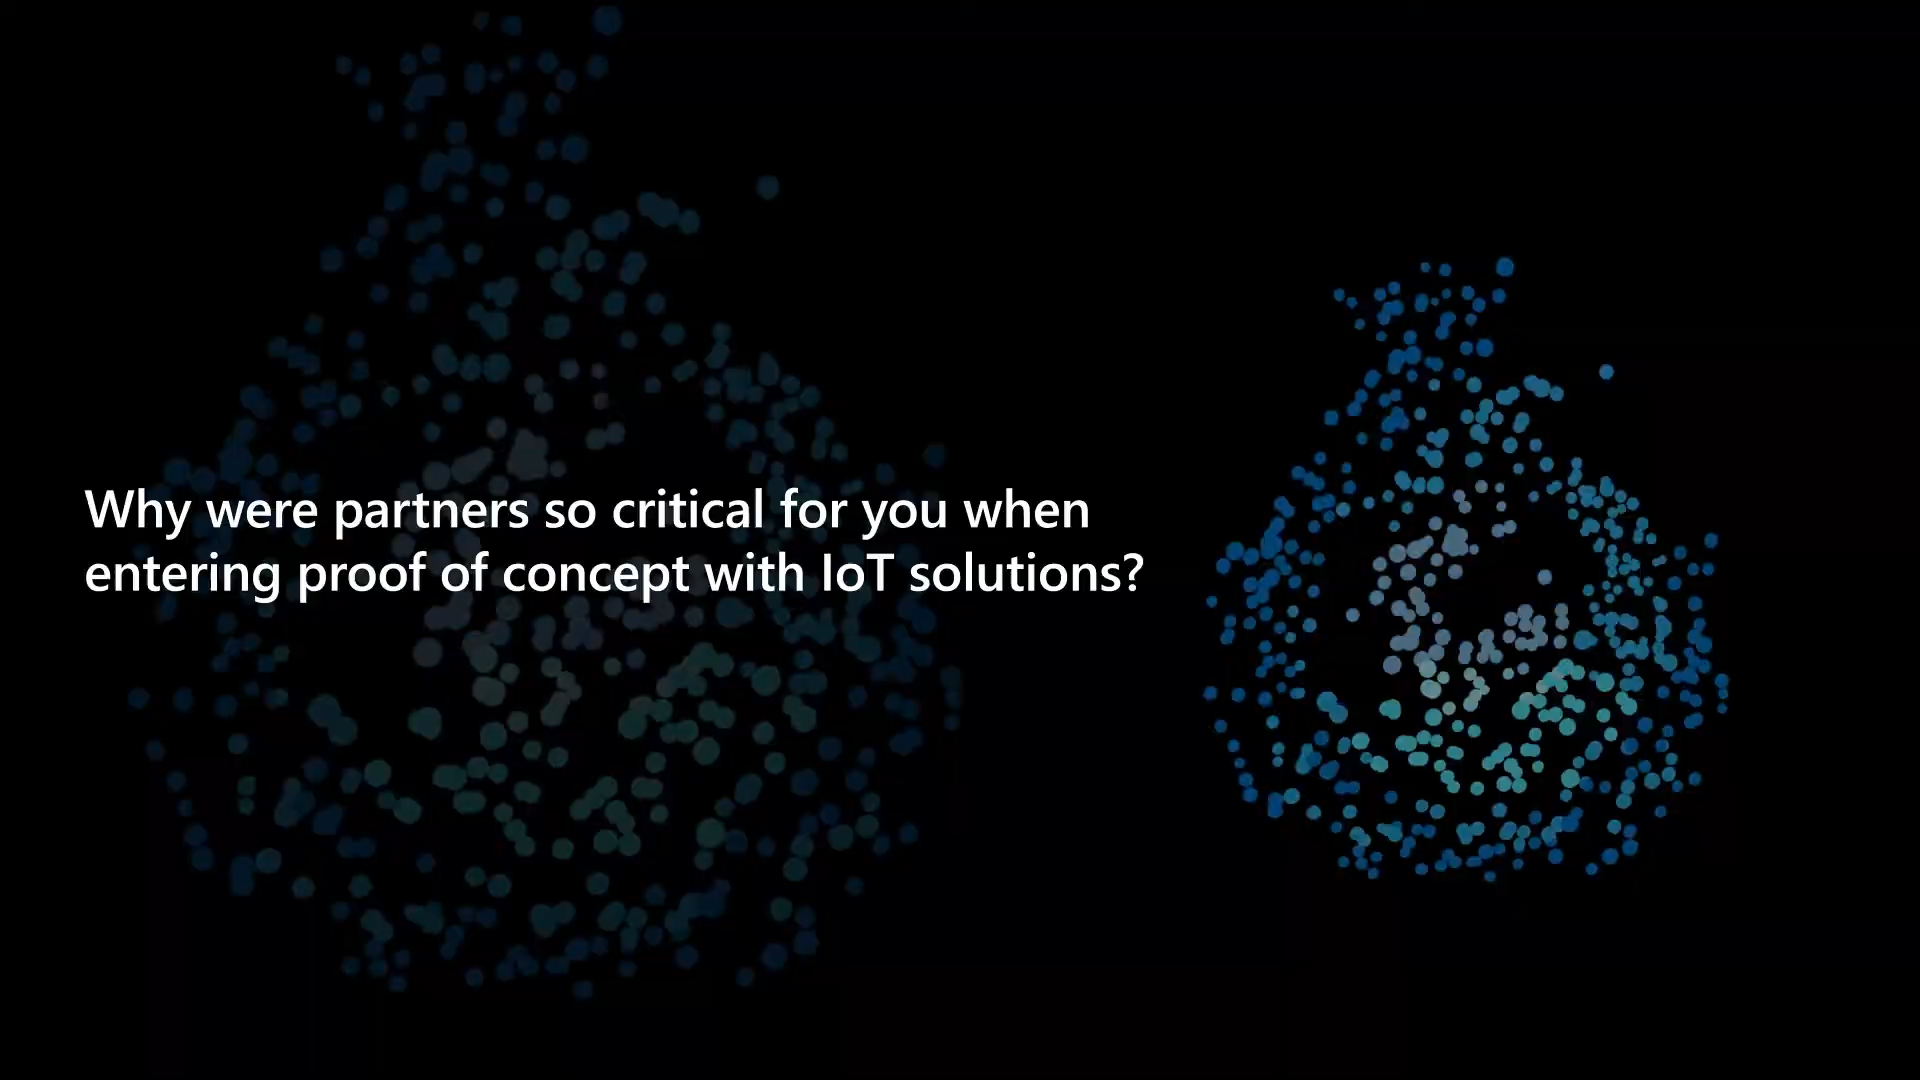 Why were partners so critical for you when
entering proof of concept with IoT solutions?